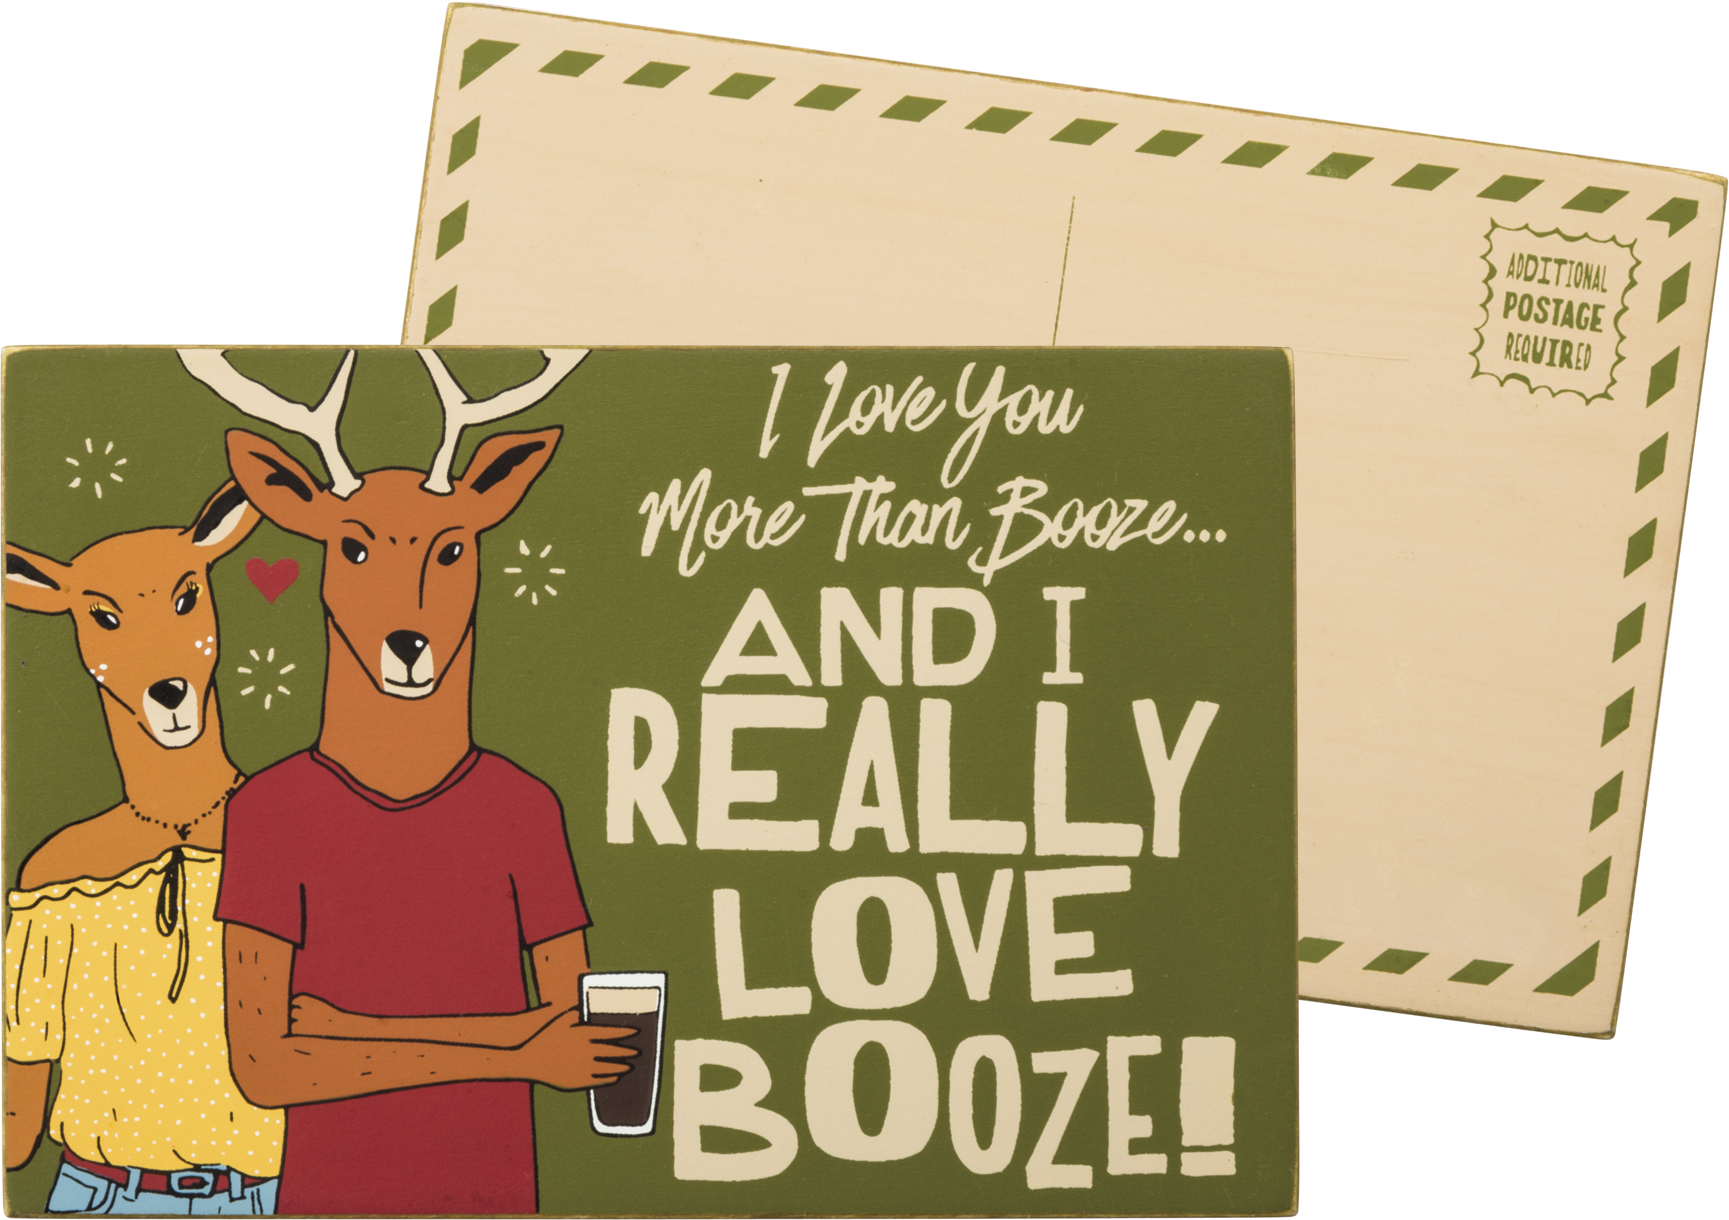 I Love You
More Than Booze...
AND I
REALLY
LOVE
BOOZE!
ADDITIONAL
POSTAGE
REQUIRED